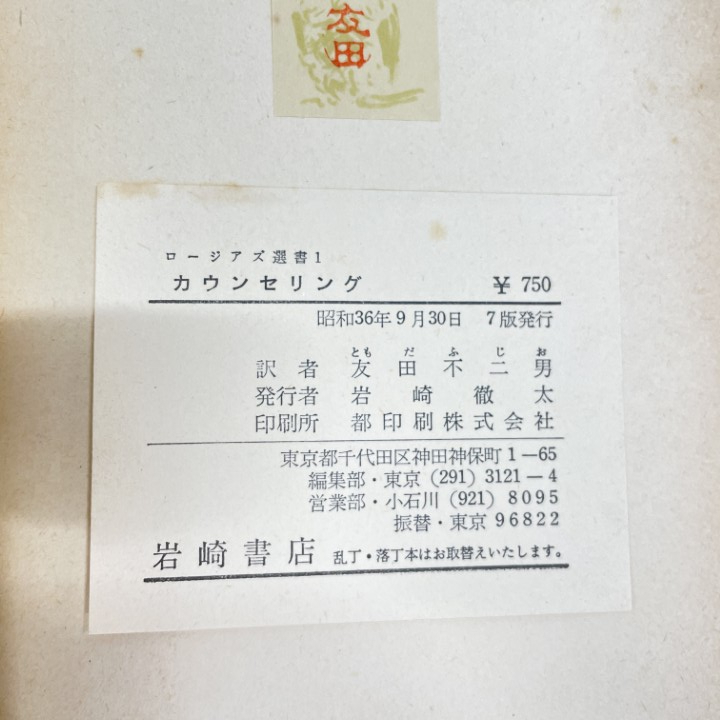 友田
ロージアズ選書1
カウンセリング ¥750
昭和36年9月30日 7版発行
とも だ ふ じ お
訳者 友田不二男
発行者 岩崎徹太
印刷所 都印刷株式会社
東京都千代田区神田神保町1―65
編集部・東京(291)3121―4
営業部・小石川(921)8095
振替・東京96822
岩崎書店 乱丁・落丁本はお取替えいたします。